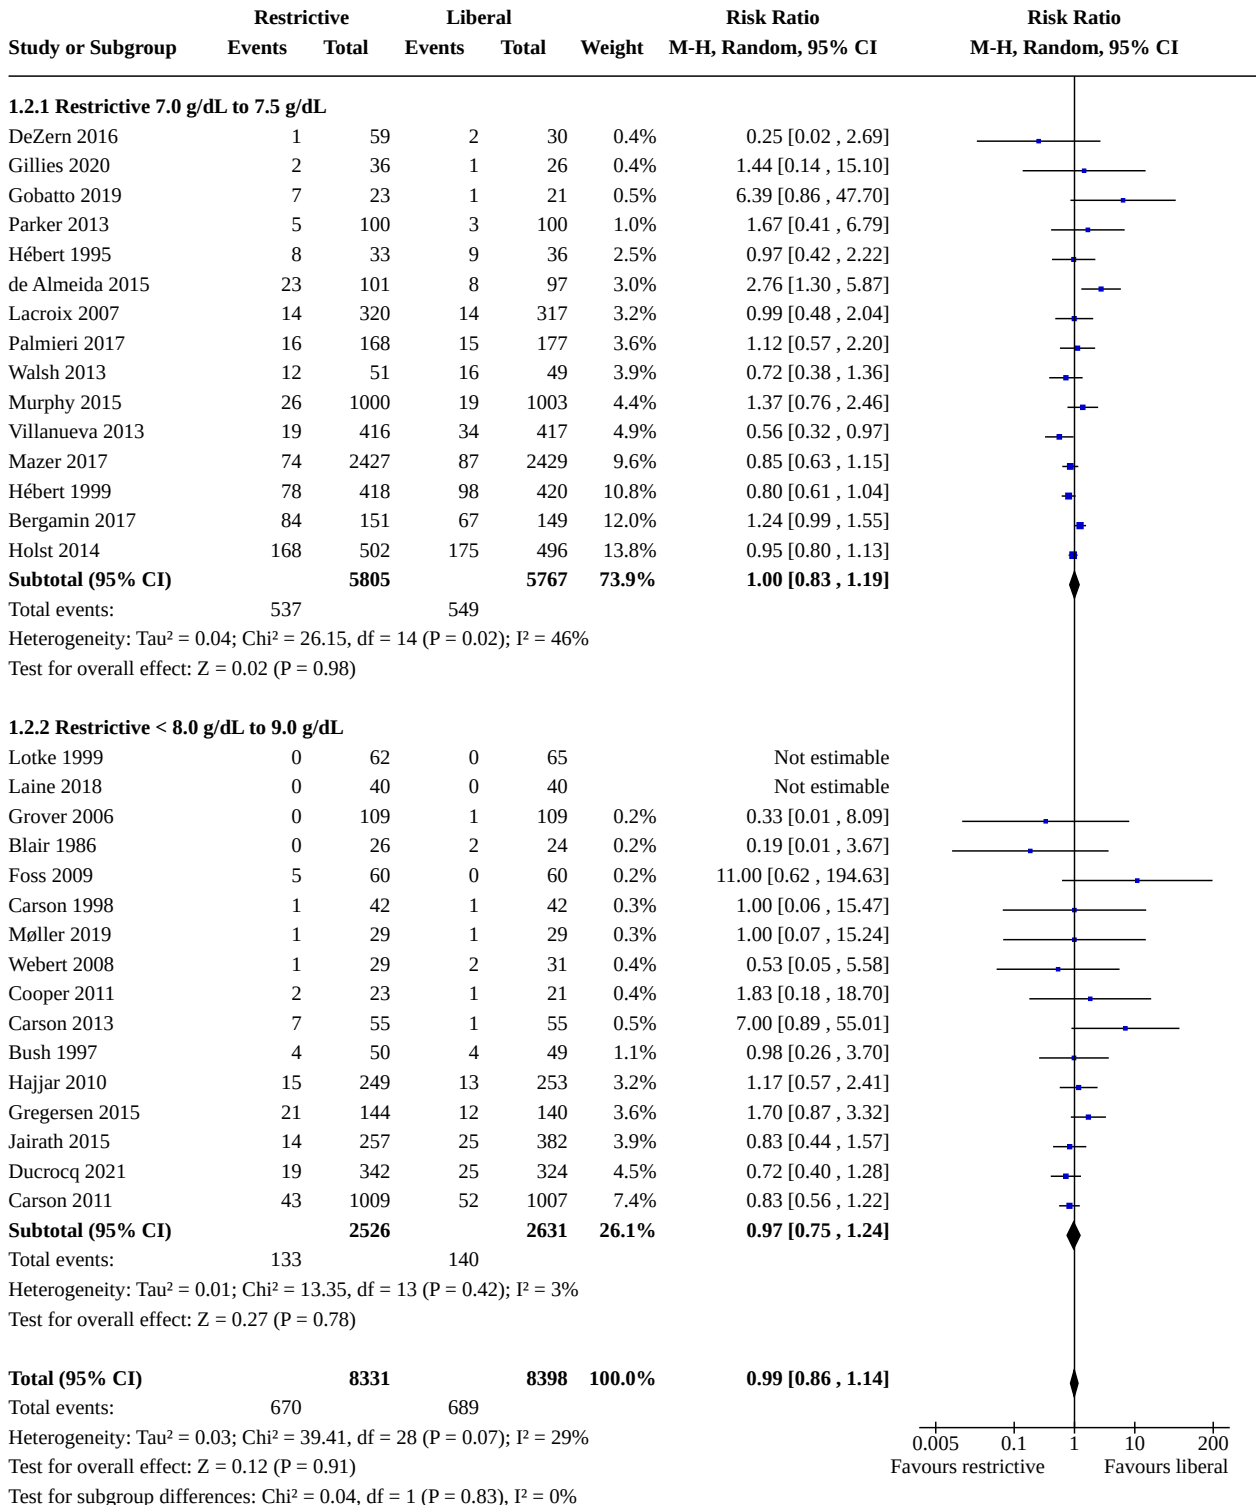 Restrictive Liberal Risk Ratio Risk Ratio
Study or Subgroup Events Total Events Total Weight M-H, Random, 95% CI M-H, Random, 95% CI
1.2.1 Restrictive 7.0 g/dL to 7.5 g/dL
DeZern 2016 1 59 2 30 0.4% 0.25 [0.02 , 2.69]
Gillies 2020 2 36 1 26 0.4% 1.44 [0.14 , 15.10]
Gobatto 2019 7 23 1 21 0.5% 6.39 [0.86 , 47.70]
Parker 2013 5 100 3 100 1.0% 1.67 [0.41 , 6.79]
Hébert 1995 8 33 9 36 2.5% 0.97 [0.42 , 2.22]
de Almeida 2015 23 101 8 97 3.0% 2.76 [1.30 , 5.87]
Lacroix 2007 14 320 14 317 3.2% 0.99 [0.48 , 2.04]
Palmieri 2017 16 168 15 177 3.6% 1.12 [0.57 , 2.20]
Walsh 2013 12 51 16 49 3.9% 0.72 [0.38 , 1.36]
Murphy 2015 26 1000 19 1003 4.4% 1.37 [0.76 , 2.46]
Villanueva 2013 19 416 34 417 4.9% 0.56 [0.32 , 0.97]
Mazer 2017 74 2427 87 2429 9.6% 0.85 [0.63 , 1.15]
Hébert 1999 78 418 98 420 10.8% 0.80 [0.61 , 1.04]
Bergamin 2017 84 151 67 149 12.0% 1.24 [0.99 , 1.55]
Holst 2014 168 502 175 496 13.8% 0.95 [0.80 , 1.13]
Subtotal (95% CI) 5805 5767 73.9% 1.00 [0.83 , 1.19]
Total events: 537 549
Heterogeneity: Tau² = 0.04; Chi² = 26.15, df = 14 (P = 0.02); I² = 46%
Test for overall effect: Z = 0.02 (P = 0.98)
1.2.2 Restrictive < 8.0 g/dL to 9.0 g/dL
Lotke 1999 0 62 0 65 Not estimable
Laine 2018 0 40 0 40 Not estimable
Grover 2006 0 109 1 109 0.2% 0.33 [0.01 , 8.09]
Blair 1986 0 26 2 24 0.2% 0.19 [0.01 , 3.67]
Foss 2009 5 60 0 60 0.2% 11.00 [0.62 , 194.63]
Carson 1998 1 42 1 42 0.3% 1.00 [0.06 , 15.47]
Møller 2019 1 29 1 29 0.3% 1.00 [0.07 , 15.24]
Webert 2008 1 29 2 31 0.4% 0.53 [0.05 , 5.58]
Cooper 2011 2 23 1 21 0.4% 1.83 [0.18 , 18.70]
Carson 2013 7 55 1 55 0.5% 7.00 [0.89 , 55.01]
Bush 1997 4 50 4 49 1.1% 0.98 [0.26 , 3.70]
Hajjar 2010 15 249 13 253 3.2% 1.17 [0.57 , 2.41]
Gregersen 2015 21 144 12 140 3.6% 1.70 [0.87 , 3.32]
Jairath 2015 14 257 25 382 3.9% 0.83 [0.44 , 1.57]
Ducrocq 2021 19 342 25 324 4.5% 0.72 [0.40 , 1.28]
Carson 2011 43 1009 52 1007 7.4% 0.83 [0.56 , 1.22]
Subtotal (95% CI) 2526 2631 26.1% 0.97 [0.75 , 1.24]
Total events: 133 140
Heterogeneity: Tau² = 0.01; Chi² = 13.35, df = 13 (P = 0.42); I² = 3%
Test for overall effect: Z = 0.27 (P = 0.78)
Total (95% CI) 8331 8398 100.0% 0.99 [0.86 , 1.14]
Total events: 670 689
Heterogeneity: Tau² = 0.03; Chi² = 39.41, df = 28 (P = 0.07); I² = 29%
0.005 0.1 1 10 200
Test for overall effect: Z = 0.12 (P = 0.91)
Favours restrictive Favours liberal
Test for subgroup differences: Chi² = 0.04, df = 1 (P = 0.83), I² = 0%